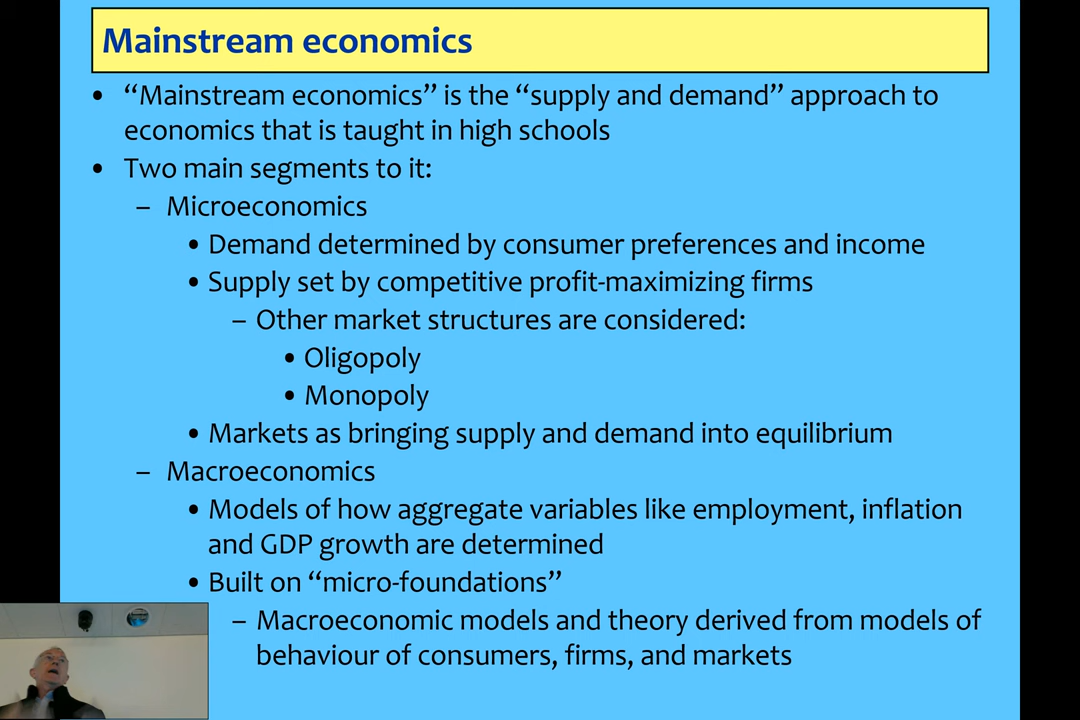 Mainstream economics
• “Mainstream economics” is the “supply and demand” approach to
economics that is taught in high schools
• Two main segments to it:
– Microeconomics
• Demand determined by consumer preferences and income
• Supply set by competitive profit-maximizing firms
– Other market structures are considered:
• Oligopoly
• Monopoly
• Markets as bringing supply and demand into equilibrium
– Macroeconomics
• Models of how aggregate variables like employment, inflation
and GDP growth are determined
• Built on “micro-foundations”
– Macroeconomic models and theory derived from models of
behaviour of consumers, firms, and markets